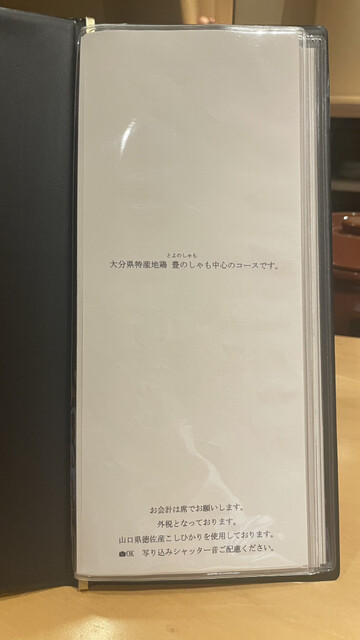 とよのしゃも
大分県特産地鶏 豊のしゃも中心のコースです。
お会計は席でお願いします。
外税となっております。
山口県徳佐産こしひかりを使用しております。
📷OK 写り込みシャッター音ご配慮ください。